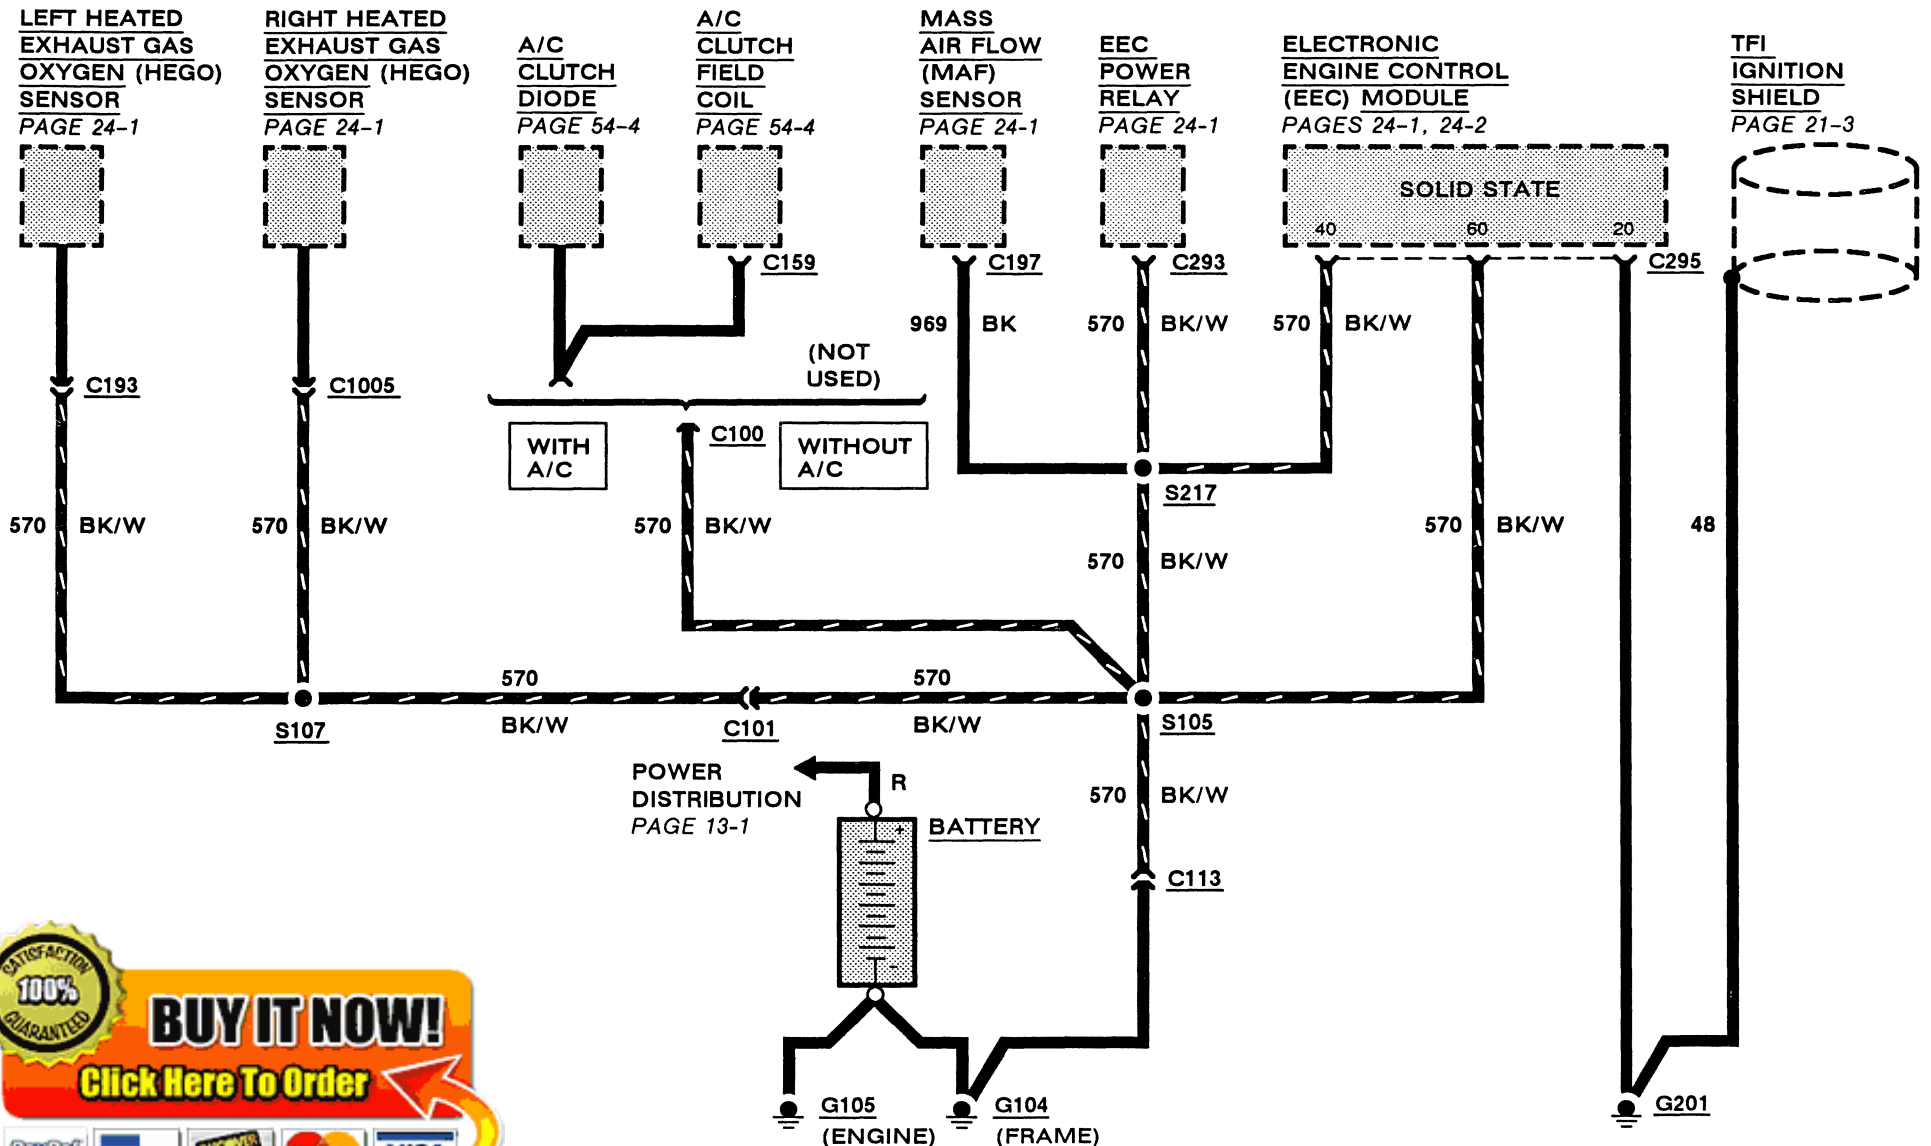 LEFT HEATED
EXHAUST GAS
OXYGEN (HEGO)
SENSOR
PAGE 24-1
RIGHT HEATED
EXHAUST GAS
OXYGEN (HEGO)
SENSOR
PAGE 24-1
A/C
CLUTCH
DIODE
PAGE 54-4
A/C
CLUTCH
FIELD
COIL
PAGE 54-4
MASS
AIR FLOW
(MAF)
SENSOR
PAGE 24-1
EEC
POWER
RELAY
PAGE 24-1
ELECTRONIC
ENGINE CONTROL
(EEC) MODULE
PAGES 24-1, 24-2
TFI
IGNITION
SHIELD
PAGE 21-3
SOLID STATE
40 60 20
C159
C197
C293
C295
969 BK
570 BK/W
570 BK/W
(NOT
USED)
C193
C1005
WITH
A/C
C100
WITHOUT
A/C
S217
570 BK/W
570 BK/W
570 BK/W
570 BK/W
48
570 BK/W
570
BK/W
570
BK/W
S107
C101
S105
POWER
DISTRIBUTION
PAGE 13-1
R
+
BATTERY
-
570 BK/W
C113
G105
(ENGINE)
G104
(FRAME)
G201
SATISFACTION
100%
GUARANTEED
BUY IT NOW!
Click Here To Order